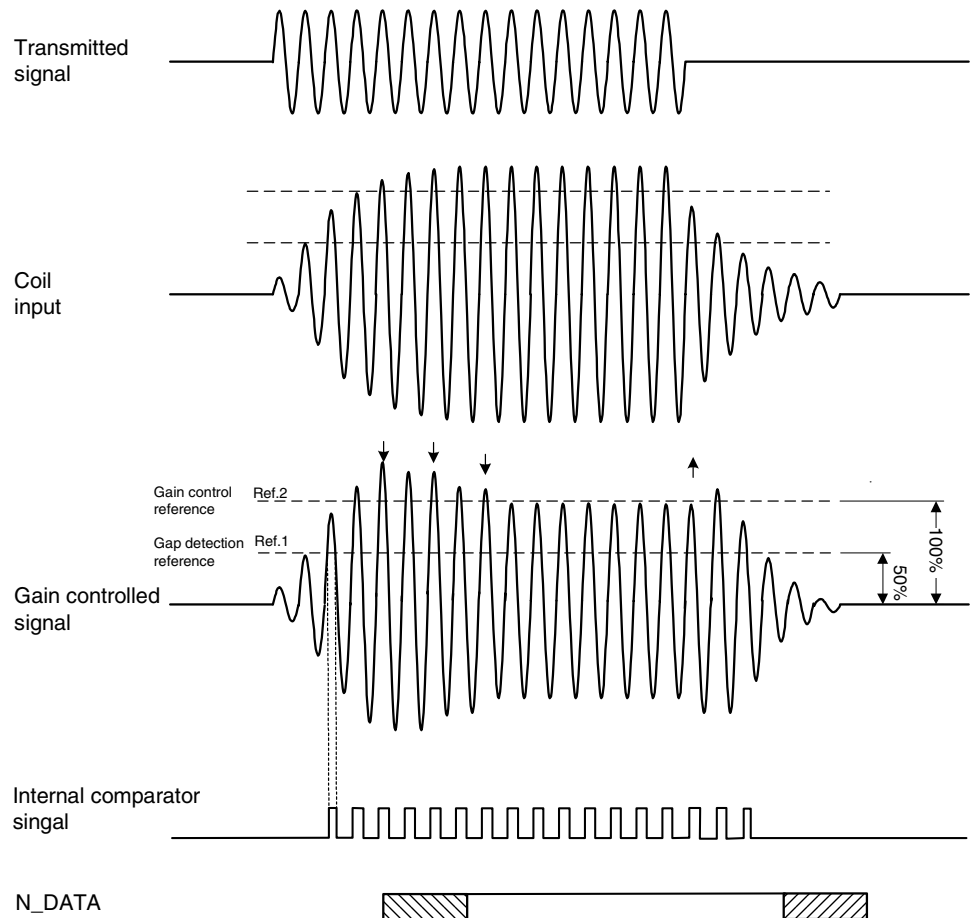 Transmitted
signal
Coil
input
Gain control
reference
Ref.2
Gap detection
reference
Ref.1
100%
50%
Gain controlled
signal
Internal comparator
singal
N_DATA